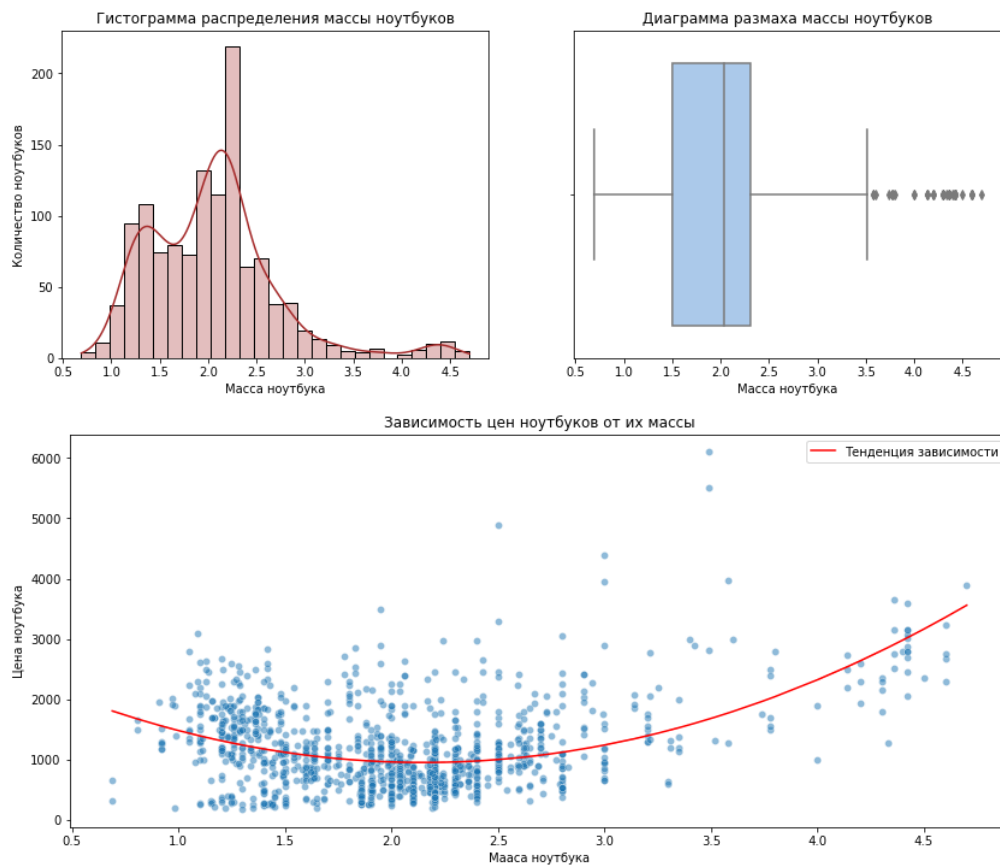 Гистограмма распределения массы ноутбуков
Количество ноутбуков
200
150
100
50
0
0.5 1.0 1.5 2.0 2.5 3.0 3.5 4.0 4.5
Масса ноутбука
Диаграмма размаха массы ноутбуков
0.5 1.0 1.5 2.0 2.5 3.0 3.5 4.0 4.5
Масса ноутбука
Зависимость цен ноутбуков от их массы
Тенденция зависимости
Цена ноутбука
6000
5000
4000
3000
2000
1000
0
0.5 1.0 1.5 2.0 2.5 3.0 3.5 4.0 4.5
Мааса ноутбука